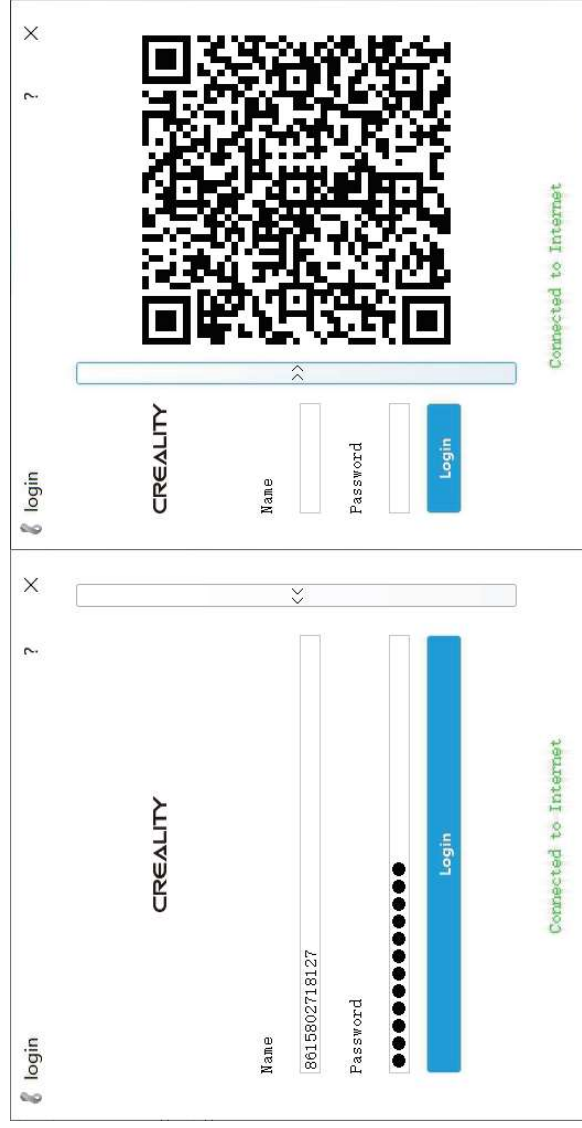 login
?
×
CREALITY
Name
8615802718127
Password
●●●●●●●●●●●●
Login
Connected to Internet
login
?
×
CREALITY
Name
Password
Login
Connected to Internet